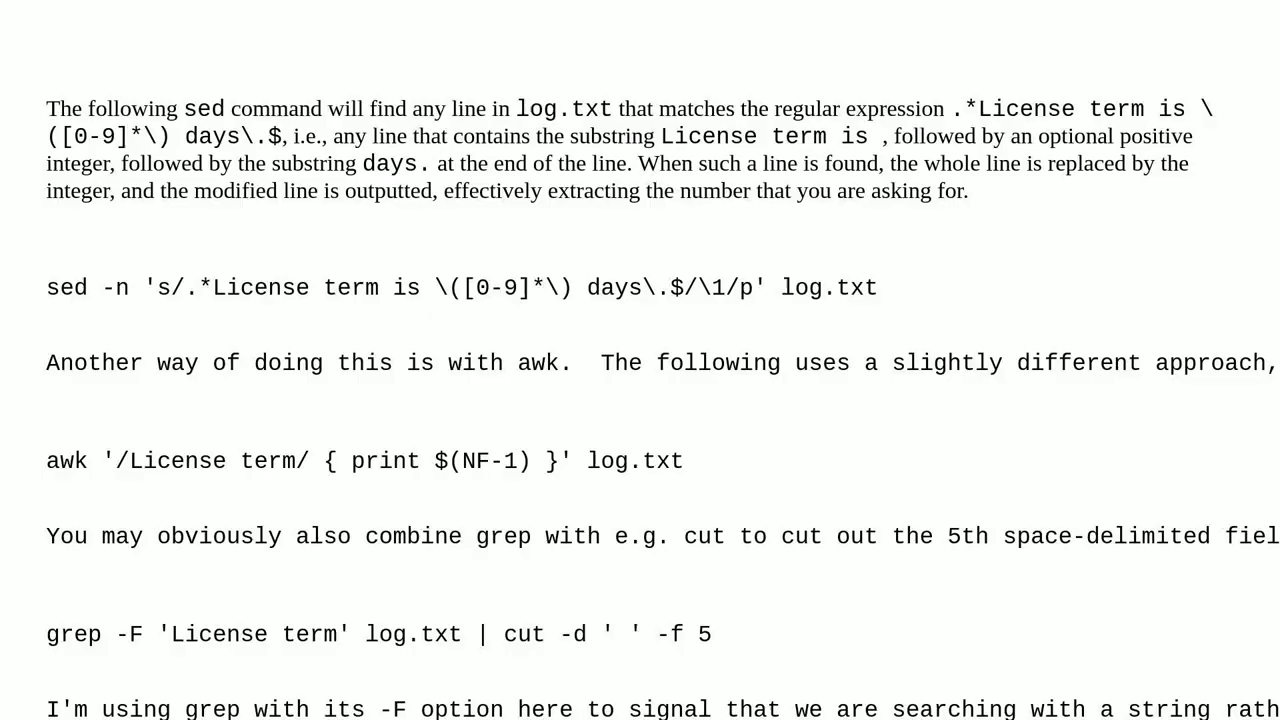 The following sed command will find any line in log.txt that matches the regular expression .*License term is \
([0-9]*\) days\.$, i.e., any line that contains the substring License term is , followed by an optional positive
integer, followed by the substring days. at the end of the line. When such a line is found, the whole line is replaced by the
integer, and the modified line is outputted, effectively extracting the number that you are asking for.
sed -n 's/.*License term is \([0-9]*\) days\.$/\1/p' log.txt
Another way of doing this is with awk.  The following uses a slightly different approach,
awk '/License term/ { print $(NF-1) }' log.txt
You may obviously also combine grep with e.g. cut to cut out the 5th space-delimited fiel
grep -F 'License term' log.txt | cut -d ' ' -f 5
I'm using grep with its -F option here to signal that we are searching with a string rath